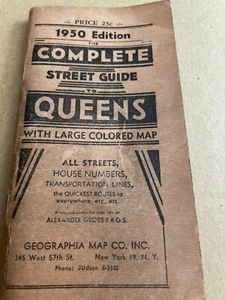 PRICE 25c
1950 Edition
THE
COMPLETE
STREET GUIDE
TO
QUEENS
WITH LARGE COLORED MAP
ALL STREETS,
HOUSE NUMBERS,
TRANSPORTATION LINES,
the QUICKEST ROUTES to
everywhere, etc., etc.
ALEXANDER GROSS F.R.G.S.
GEOGRAPHIA MAP CO. INC.
145 West 57th St. New York 19, N. Y.
Phone: JUdson 6-3330